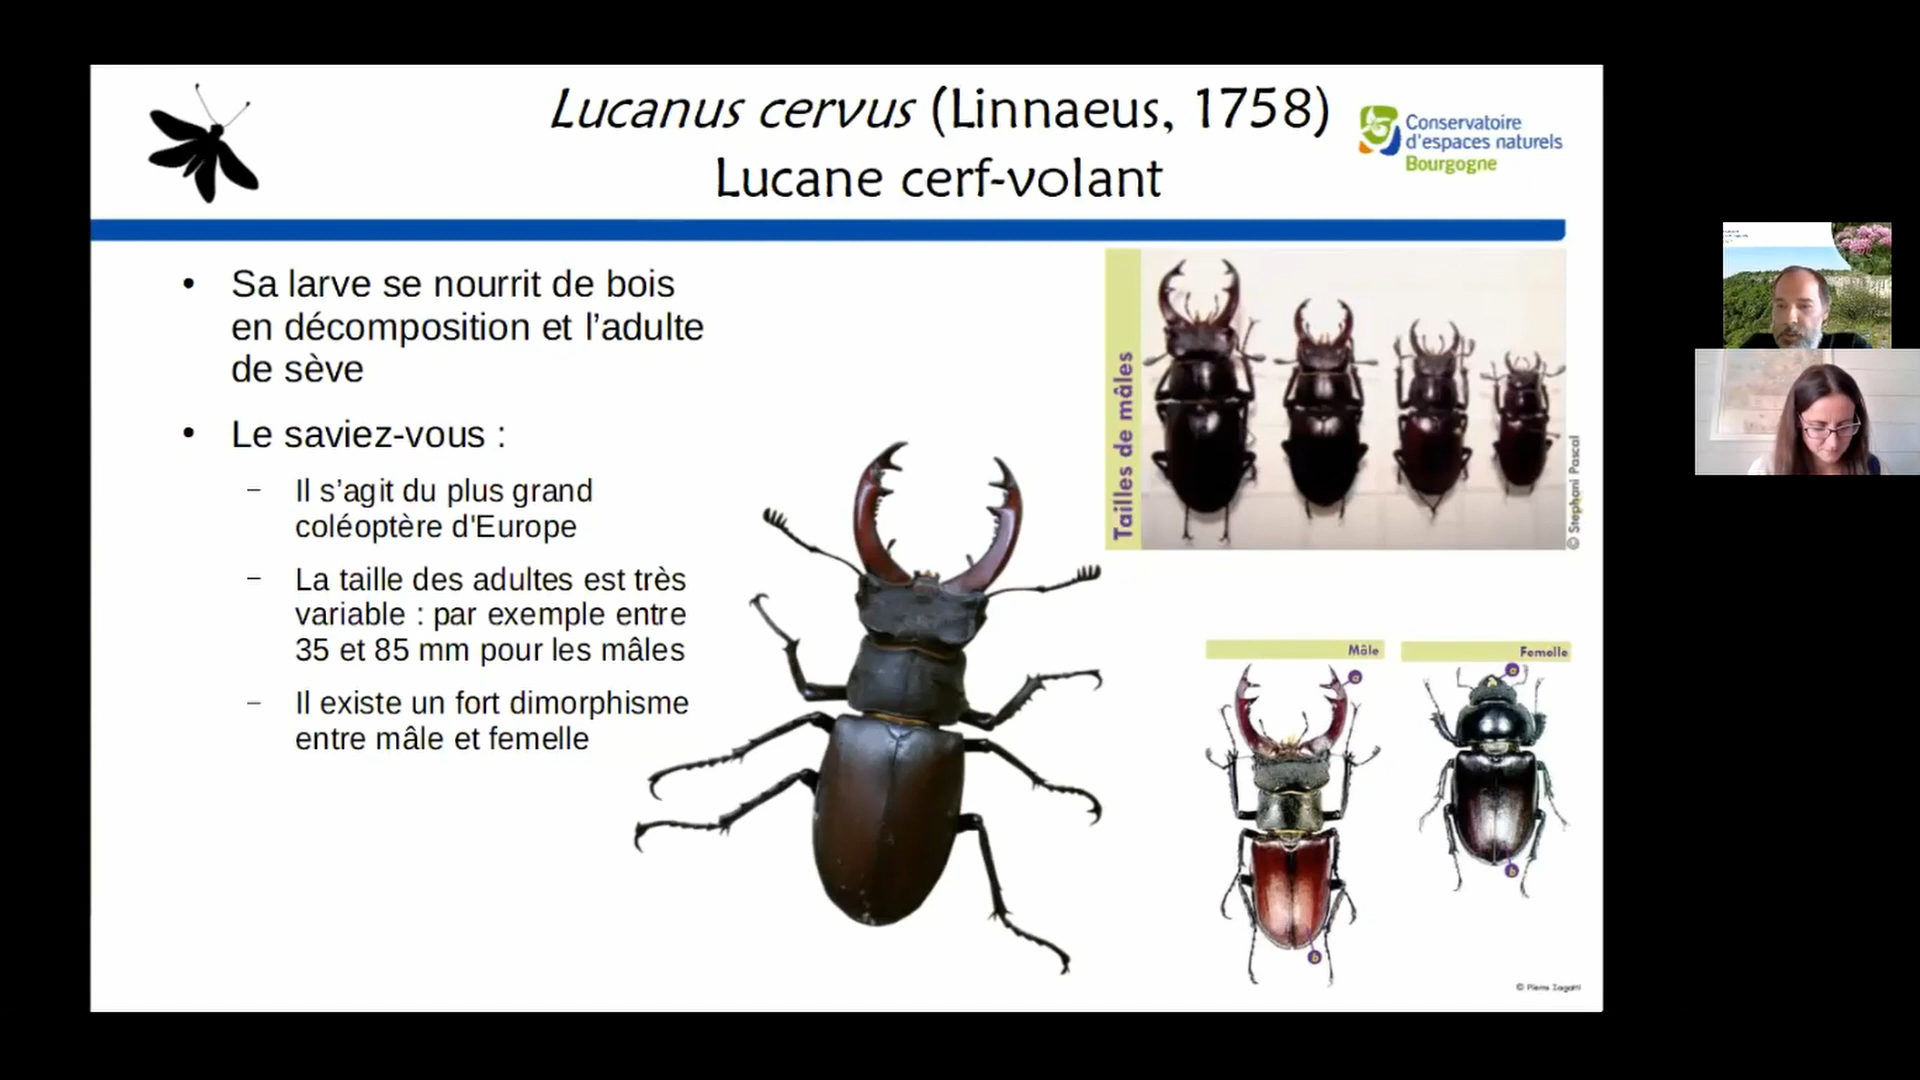 Lucanus cervus (Linnaeus, 1758)
Lucane cerf-volant
Conservatoire
d'espaces naturels
Bourgogne
• Sa larve se nourrit de bois
en décomposition et l’adulte
de sève
• Le saviez-vous :
– Il s’agit du plus grand
coléoptère d'Europe
– La taille des adultes est très
variable : par exemple entre
35 et 85 mm pour les mâles
– Il existe un fort dimorphisme
entre mâle et femelle
Tailles de mâles
© Stephani Pascal
Mâle
a
b
Femelle
a
b
© Pierre Zagatti